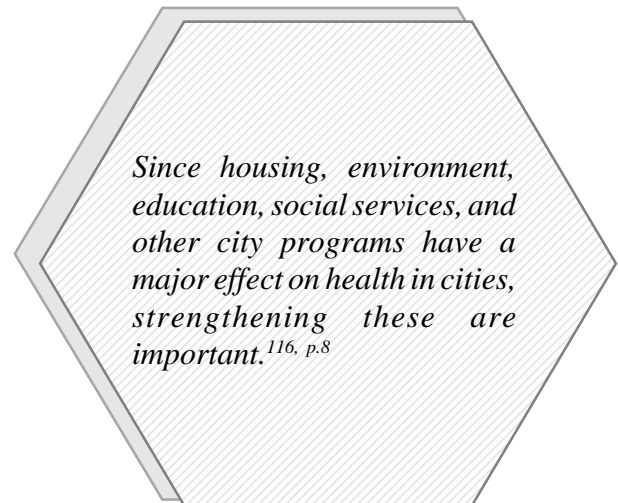 Since housing, environment,
education, social services, and
other city programs have a
major effect on health in cities,
strengthening these are
important.116, p.8